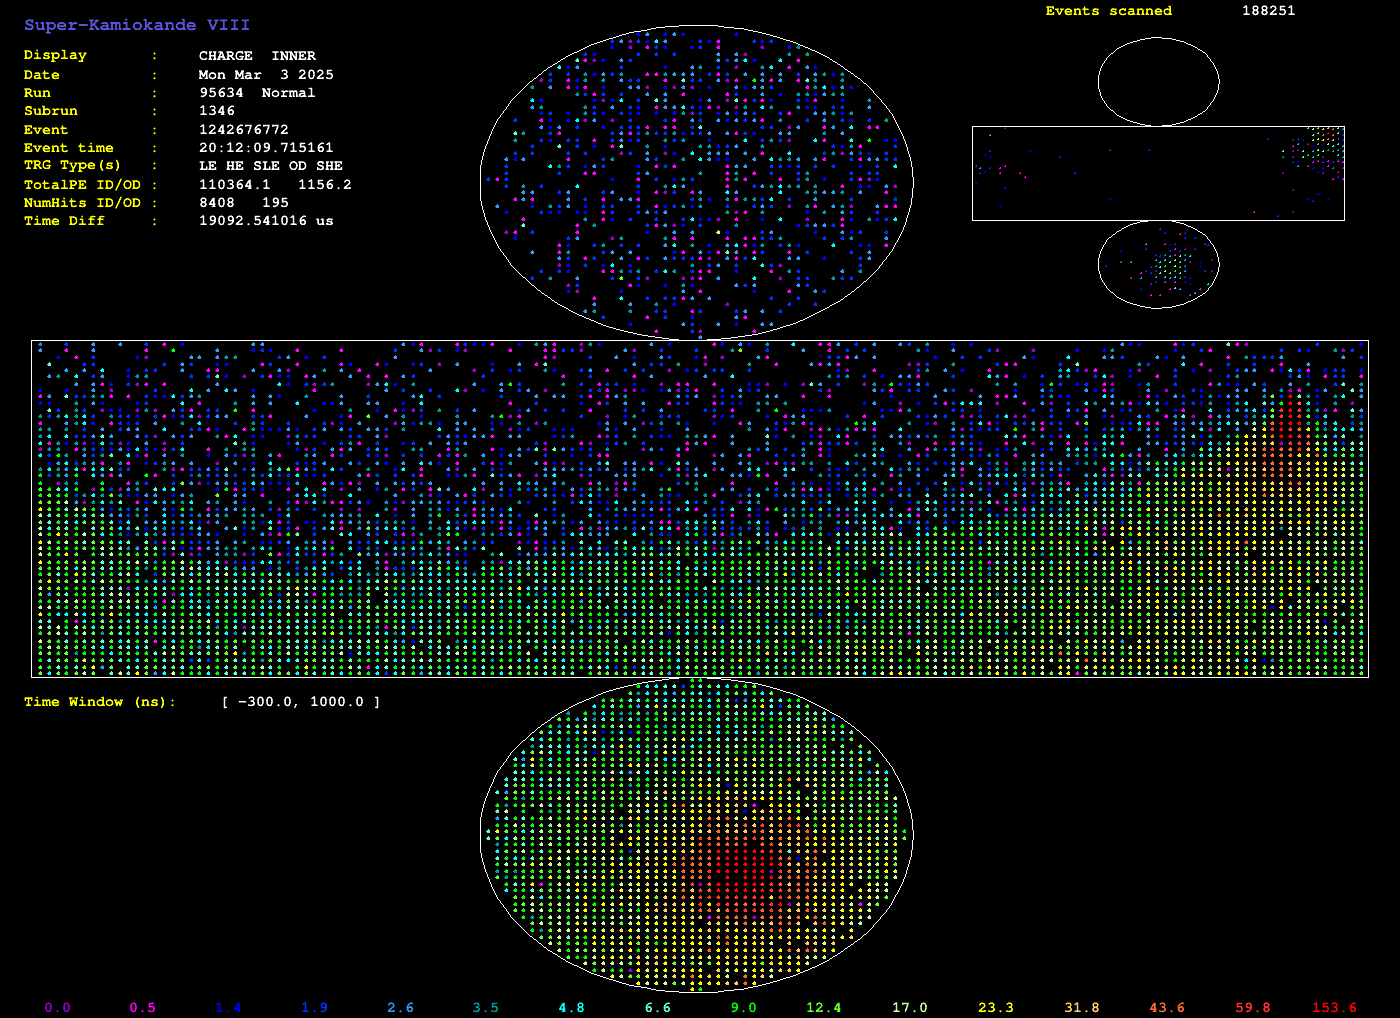 Super-Kamiokande VIII
Events scanned 188251
Display : CHARGE INNER
Date : Mon Mar 3 2025
Run : 95634 Normal
Subrun : 1346
Event : 1242676772
Event time : 20:12:09.715161
TRG Type(s) : LE HE SLE OD SHE
TotalPE ID/OD : 110364.1 1156.2
NumHits ID/OD : 8408 195
Time Diff : 19092.541016 us
Time Window (ns): [ -300.0, 1000.0 ]
0.0 0.5 1.4 1.9 2.6 3.5 4.8 6.6 9.0 12.4 17.0 23.3 31.8 43.6 59.8 153.6